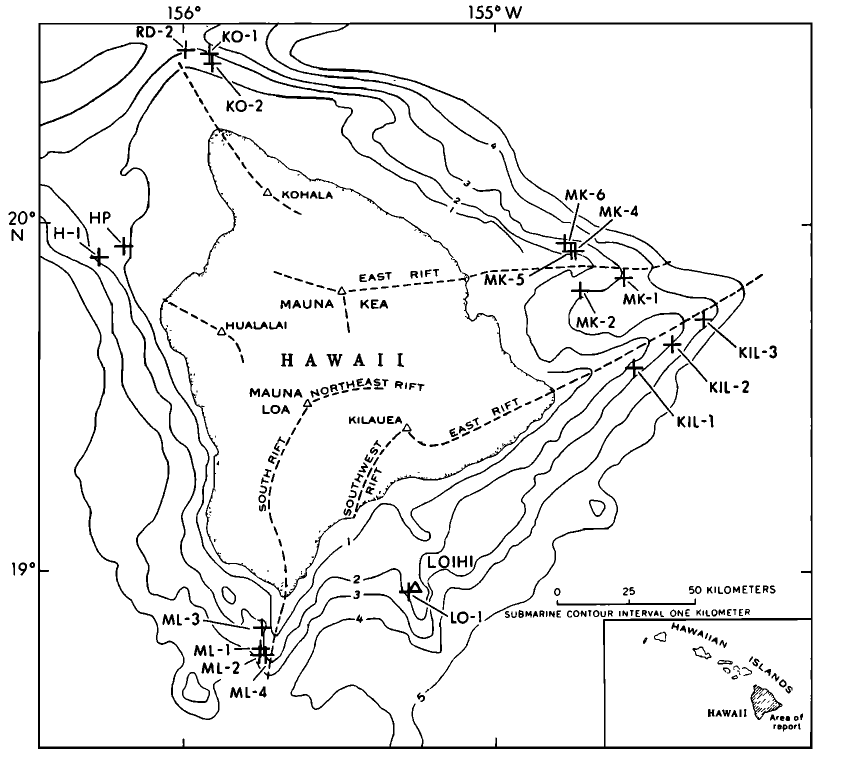 156°
155°W
RD-2
KO-1
KO-2
KOHALA
4
3
2
1
MK-6
MK-4
20°
N
HP
H-1
EAST RIFT
MK-5
MK-1
MAUNA KEA
MK-2
HUALALAI
KIL-3
HAWAII
MAUNA LOA
NORTHEAST RIFT
KIL-2
KILAUEA
EAST RIFT
KIL-1
SOUTH RIFT
SOUTHWEST RIFT
1
LOIHI
19°
2
3
4
0 25 50 KILOMETERS
SUBMARINE CONTOUR INTERVAL ONE KILOMETER
LO-1
ML-3
ML-1
ML-2
ML-4
5
HAWAIIAN ISLANDS
HAWAII
Area of
report